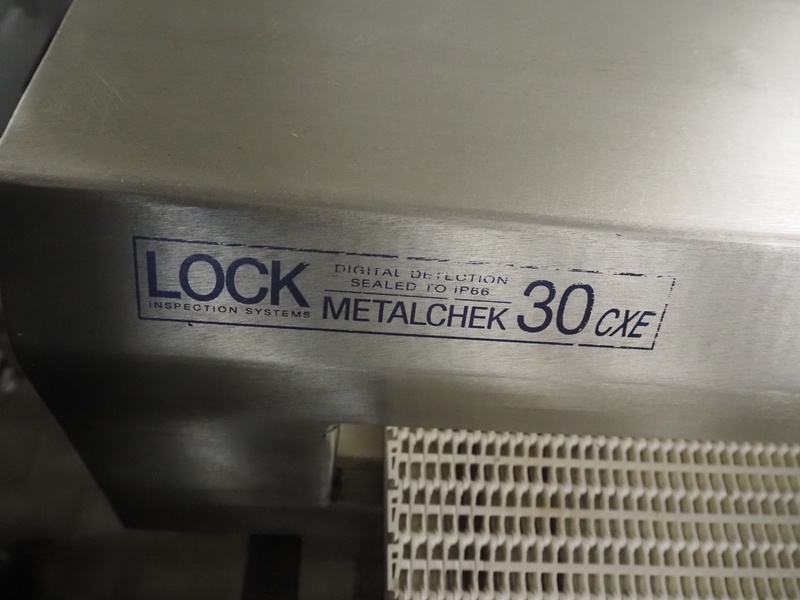 LOCK
INSPECTION SYSTEMS
DIGITAL DETECTION
SEALED TO IP66
METALCHEK 30 CXE